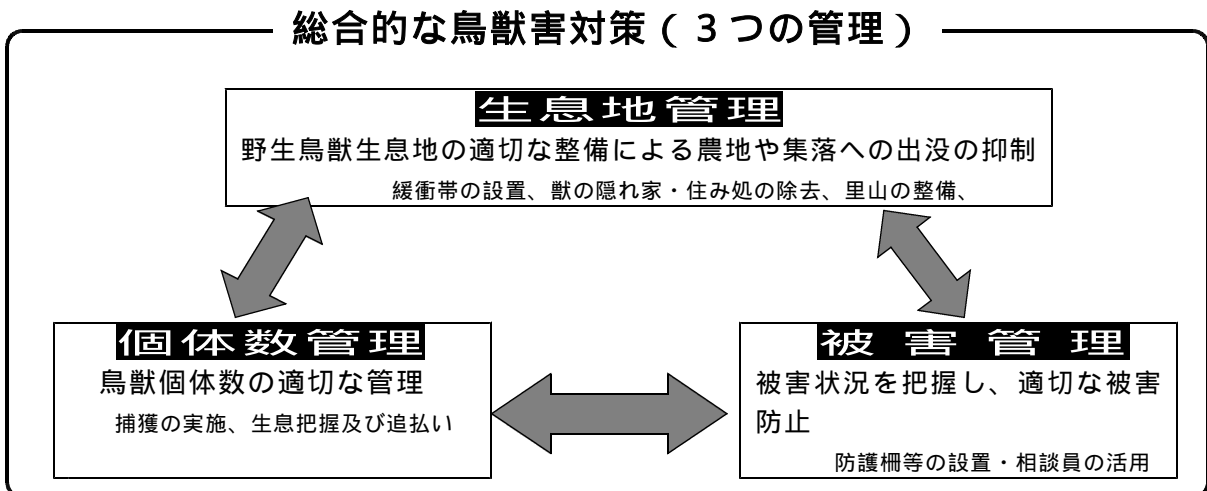 総合的な鳥獣害対策(3つの管理)
生息地管理
野生鳥獣生息地の適切な整備による農地や集落への出没の抑制
緩衝帯の設置、獣の隠れ家・住み処の除去、里山の整備、
個体数管理
鳥獣個体数の適切な管理
捕獲の実施、生息把握及び追払い
被害管理
被害状況を把握し、適切な被害
防止
防護柵等の設置・相談員の活用